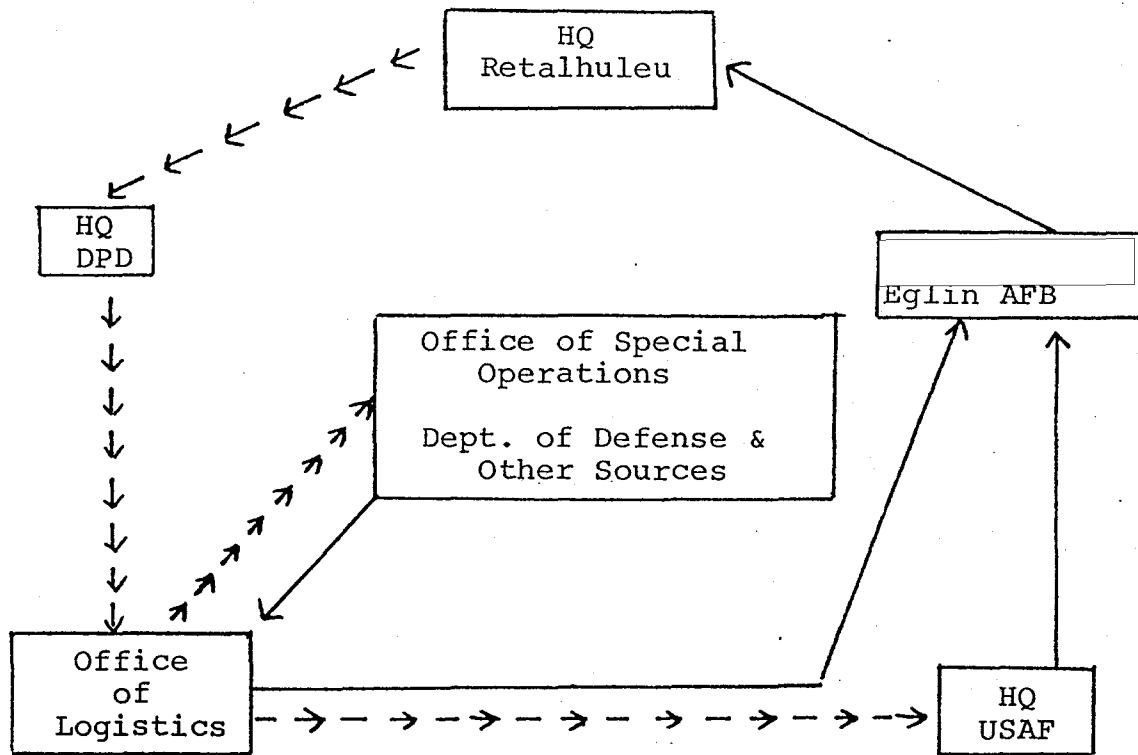 HQ
Retalhuleu
HQ
DPD
Eglin AFB
Office of Special
Operations
Dept. of Defense &
Other Sources
Office
of
Logistics
HQ
USAF